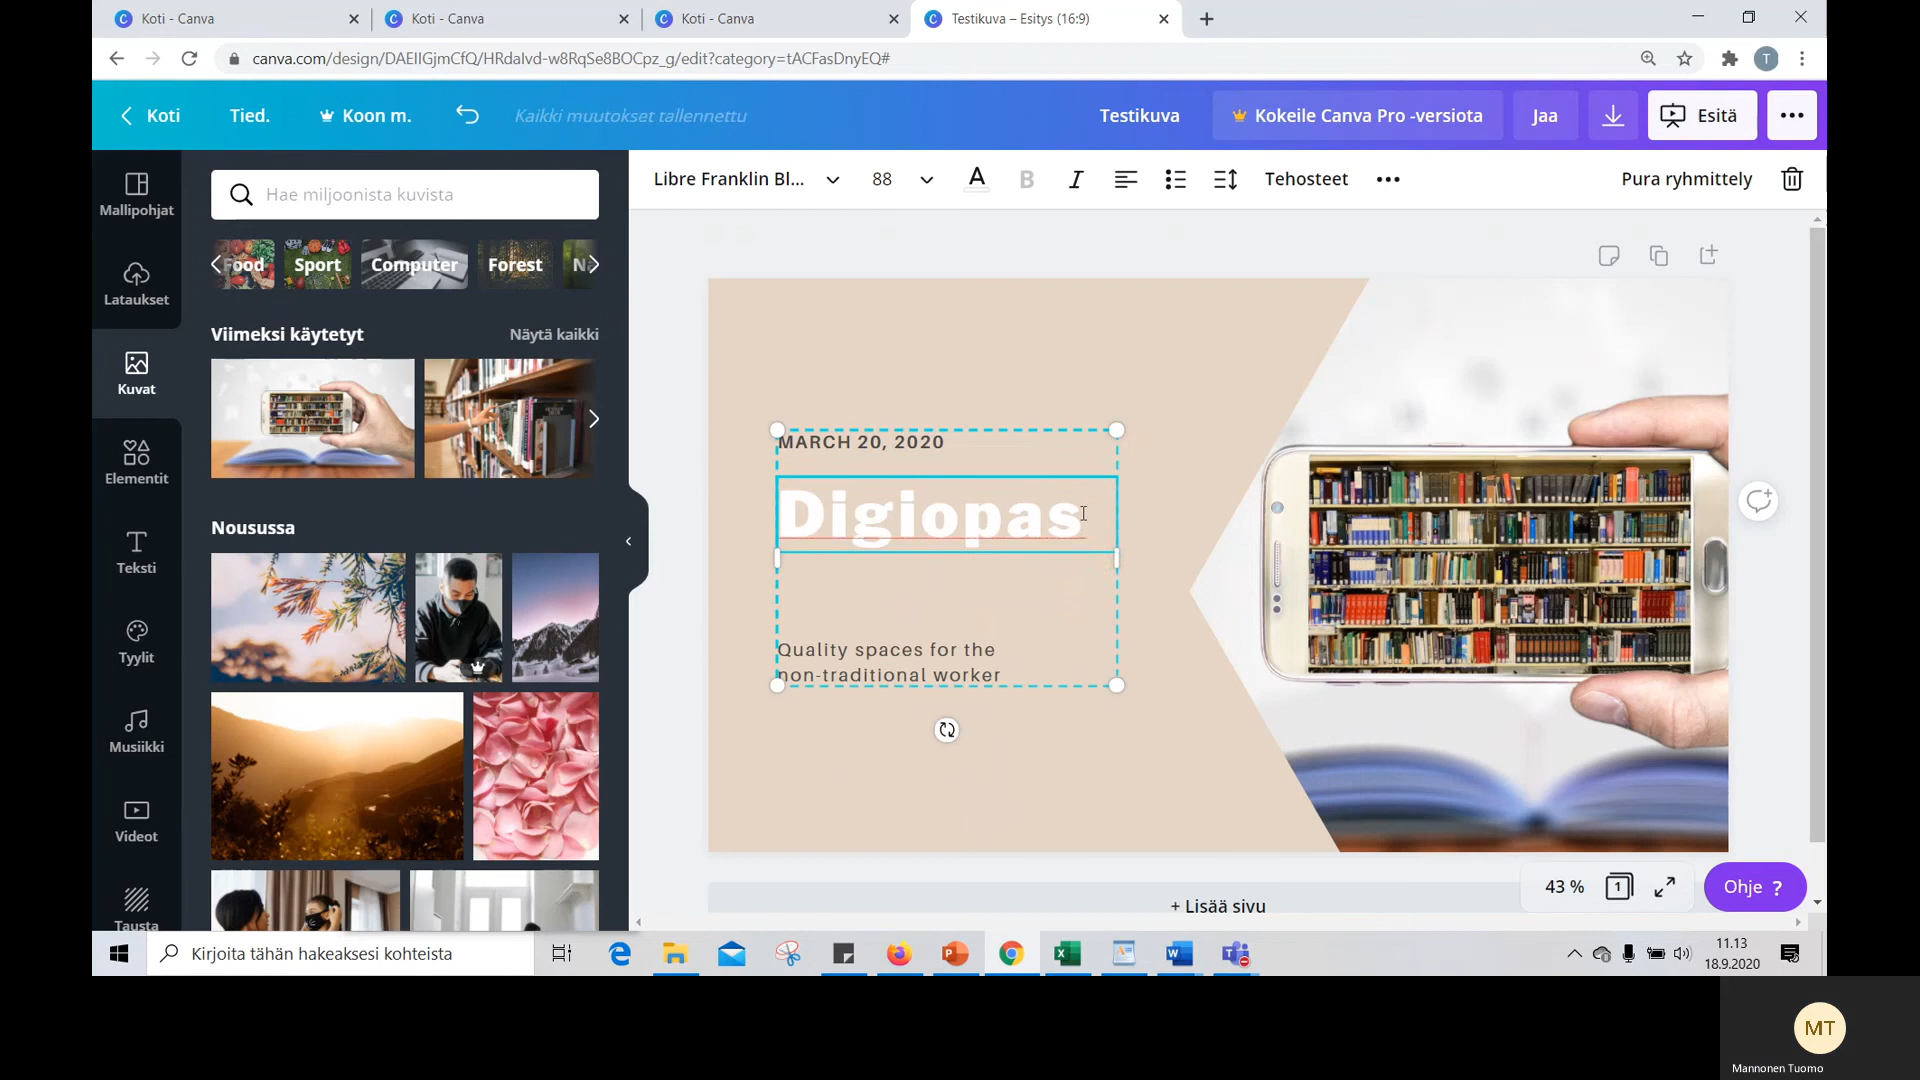 Koti - Canva
Koti - Canva
Koti - Canva
Testikuva – Esitys (16:9)
canva.com/design/DAEIIGjmCfQ/HRdalvd-w8RqSe8BOCpz_g/edit?category=tACFasDnyEQ#
T
Koti
Tied.
Koon m.
Kaikki muutokset tallennettu
Testikuva
Kokeile Canva Pro -versiota
Jaa
Esitä
Libre Franklin Bl...
88
A
B
I
Tehosteet
Pura ryhmittely
Mallipohjat
Lataukset
Kuvat
Elementit
Teksti
Tyylit
Musiikki
Videot
Tausta
Hae miljoonista kuvista
Food
Sport
Computer
Forest
Viimeksi käytetyt
Näytä kaikki
Nousussa
MARCH 20, 2020
Digiopas
Quality spaces for the
non-traditional worker
+ Lisää sivu
43 %
1
Ohje ?
Kirjoita tähän hakeaksesi kohteista
11.13
18.9.2020
MT
Mannonen Tuomo